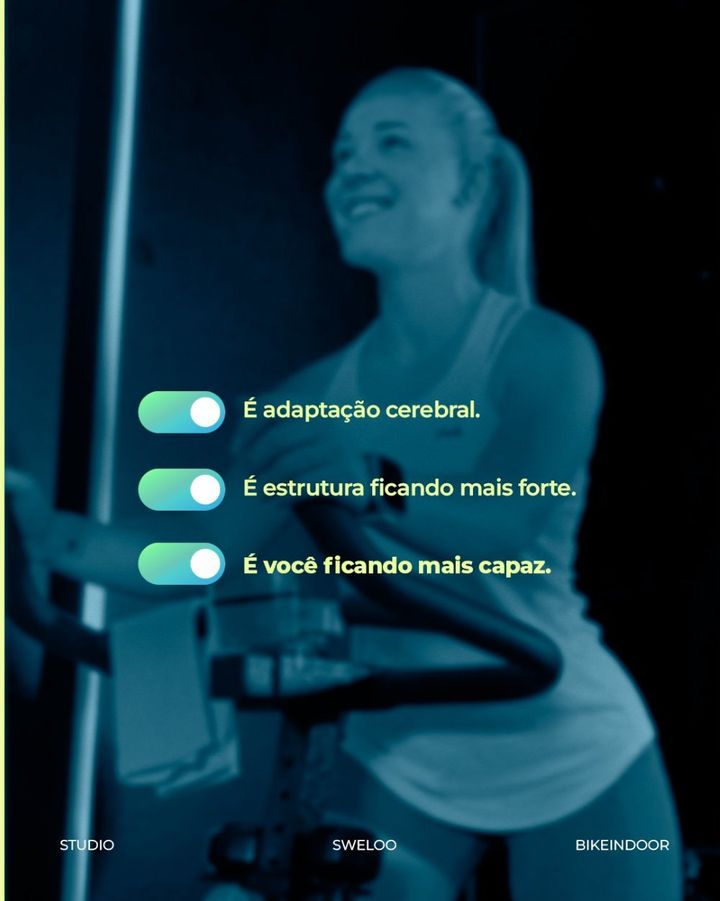 É adaptação cerebral.
É estrutura ficando mais forte.
É você ficando mais capaz.
STUDIO SWELOO BIKEINDOOR